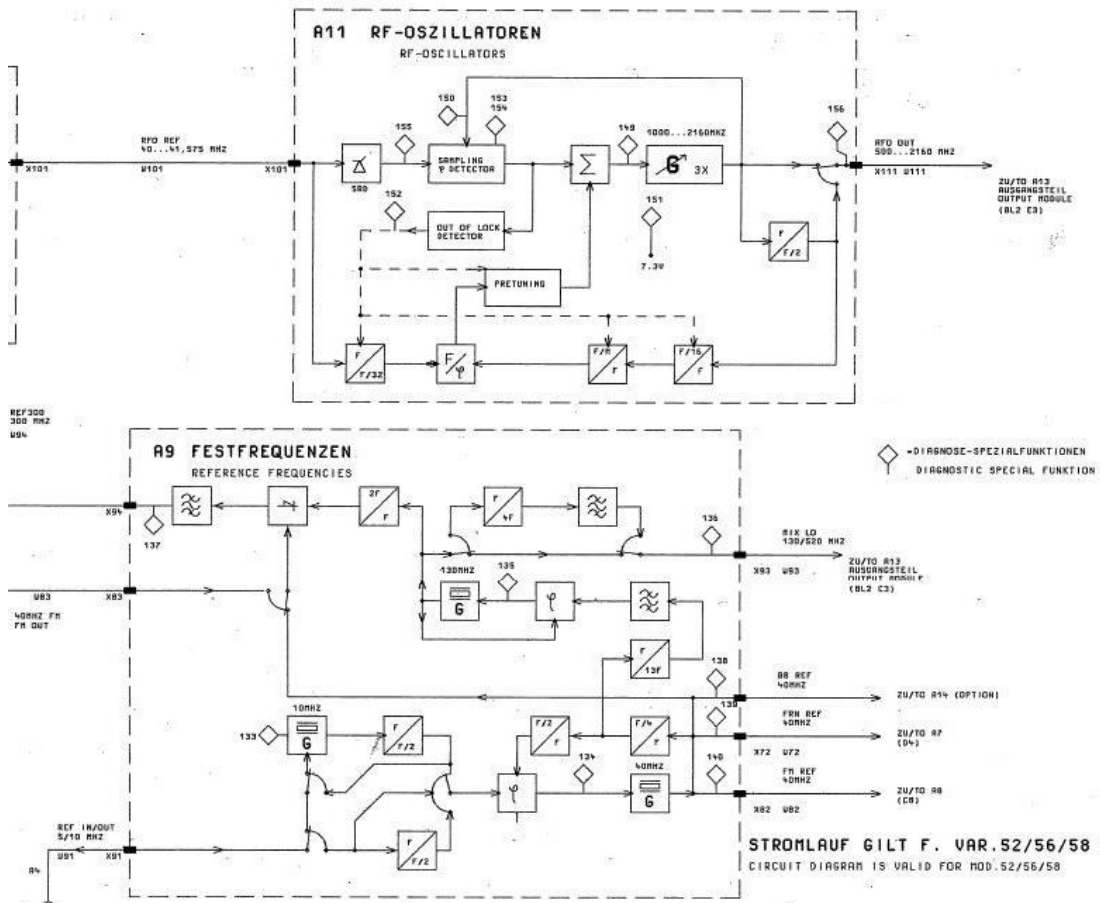 A11 RF-OSZILLATOREN
RF-OSCILLATORS
150
153
154
155
149
1000...2160MHZ
156
RFO REF
40...41,575 MHZ
X101
W101
X101
SRD
SAMPLING
φ DETECTOR
Σ
G
3X
RFO OUT
500...2160 MHZ
X111 W111
ZU/TO A13
AUSGANGSTEIL
OUTPUT MODULE
(BL2 E3)
152
OUT OF LOCK
DETECTOR
151
7.3V
F
F/2
PRETUNING
F
F/32
F/φ
F/N
F
F/16
F
REF300
300 MHZ
W94
A9 FESTFREQUENZEN
REFERENCE FREQUENCIES
=DIAGNOSE-SPEZIALFUNKTIONEN
DIAGNOSTIC SPECIAL FUNKTION
X94
137
2F
F
F
4F
136
MIX LO
130/520 MHZ
X93 W93
ZU/TO A13
AUSGANGSTEIL
OUTPUT MODULE
(BL2 C3)
W83
X83
40MHZ FM
FM OUT
130MHZ
G
135
φ
F
13F
138
BB REF
40MHZ
ZU/TO A14 (OPTION)
139
FRN REF
40MHZ
X72 W72
ZU/TO A7
(D4)
10MHZ
133
G
F
F/2
F/2
F
F/4
F
134
φ
40MHZ
G
140
FM REF
40MHZ
X82 W82
ZU/TO A8
(C8)
REF IN/OUT
5/10 MHZ
W91
X91
F
F/2
A4
STROMLAUF GILT F. VAR.52/56/58
CIRCUIT DIAGRAM IS VALID FOR MOD.52/56/58